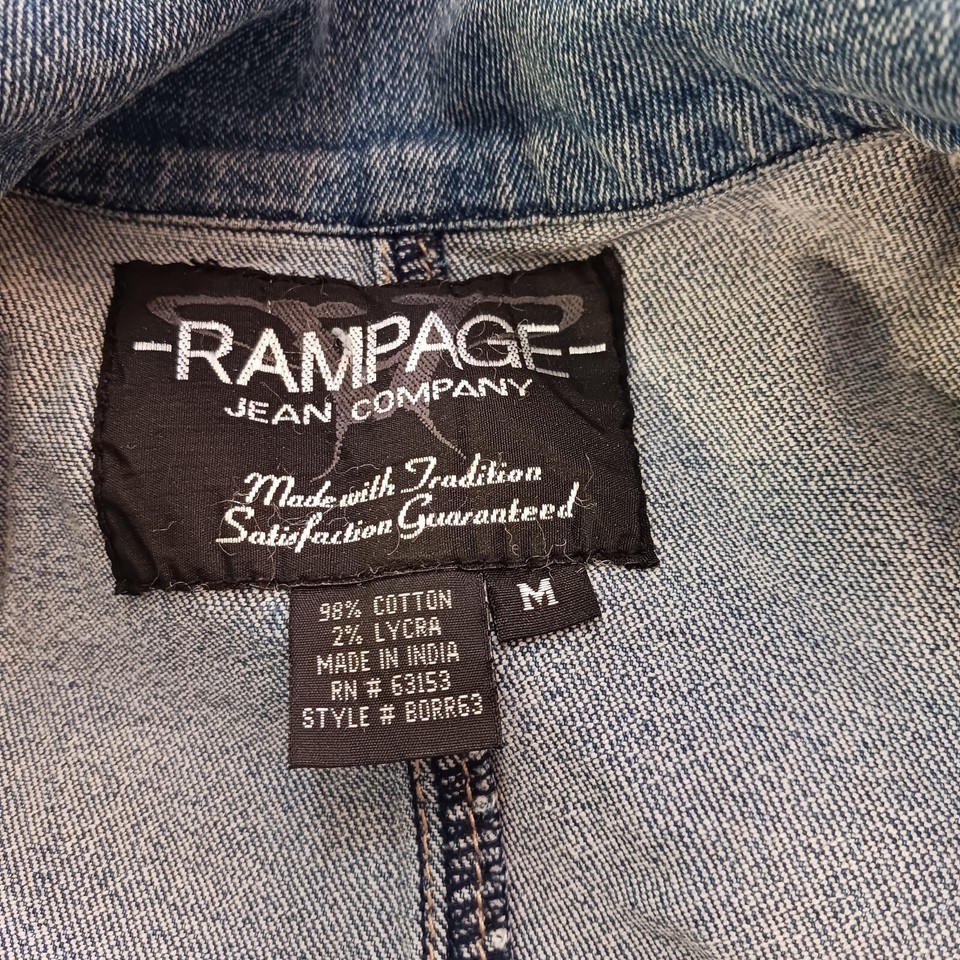 -RAMPAGE-
JEAN COMPANY
Made with Tradition
Satisfaction Guaranteed
M
98% COTTON
2% LYCRA
MADE IN INDIA
RN # 63153
STYLE # BORR63